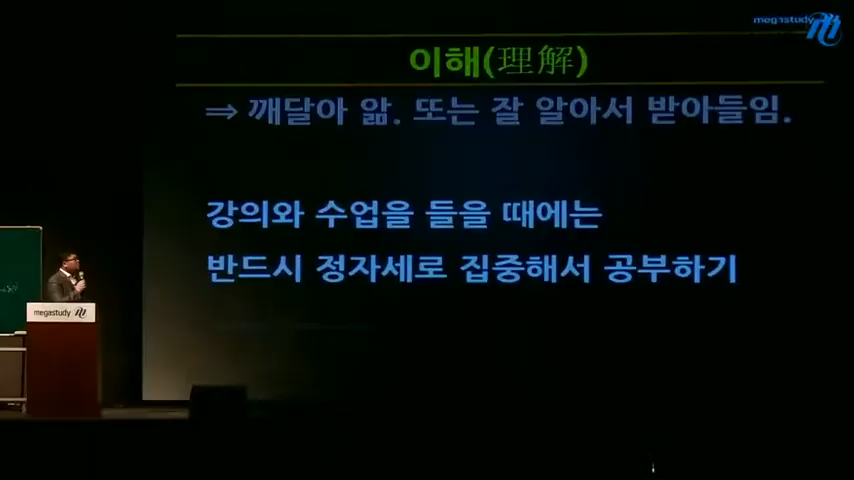 megastudy
이해(理解)
⇒ 깨달아 앎. 또는 잘 알아서 받아들임.
강의와 수업을 들을 때에는
반드시 정자세로 집중해서 공부하기
megastudy